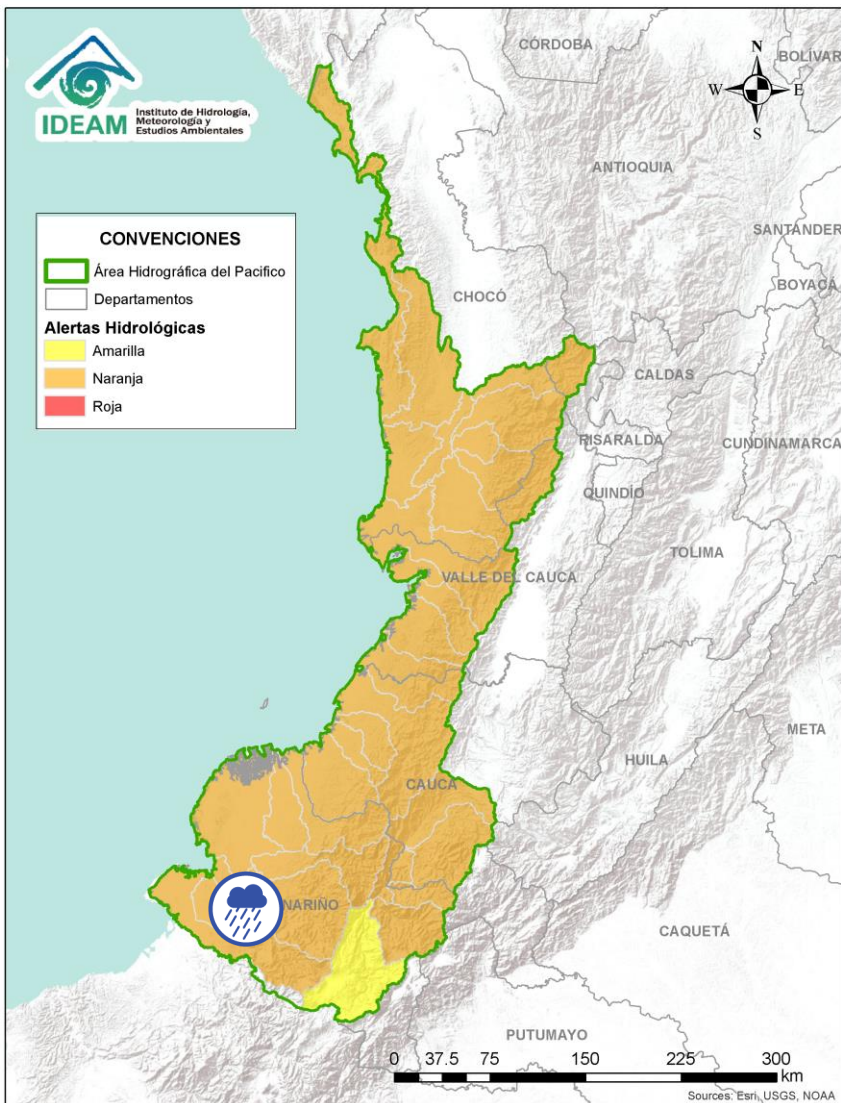 IDEAM
Instituto de Hidrología,
Meteorología y
Estudios Ambientales
CÓRDOBA
BOLÍVAR
N
W
E
S
ANTIOQUIA
SANTANDER
BOYACÁ
CONVENCIONES
Área Hidrográfica del Pacifico
Departamentos
Alertas Hidrológicas
Amarilla
Naranja
Roja
CHOCÓ
CALDAS
RISARALDA
CUNDINAMARCA
QUINDÍO
TOLIMA
VALLE DEL CAUCA
META
HUILA
CAUCA
NARIÑO
CAQUETÁ
PUTUMAYO
0 37.5 75 150 225 300
km
Sources: Esri, USGS, NOAA